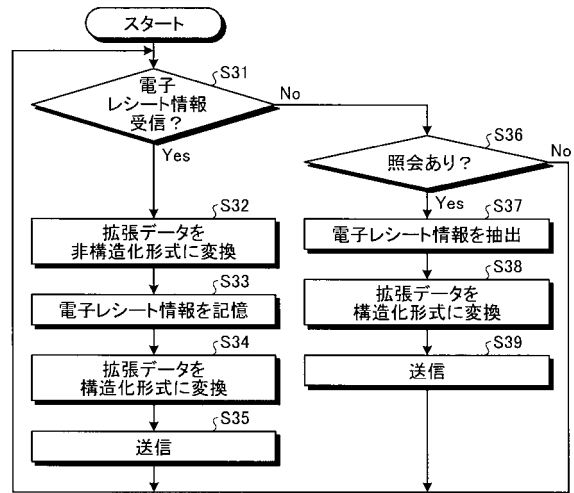 スタート
S31
電子
レシート情報
受信？
No
Yes
S32
拡張データを
非構造化形式に変換
S33
電子レシート情報を記憶
S34
拡張データを
構造化形式に変換
S35
送信
S36
照会あり？
No
Yes
S37
電子レシート情報を抽出
S38
拡張データを
構造化形式に変換
S39
送信